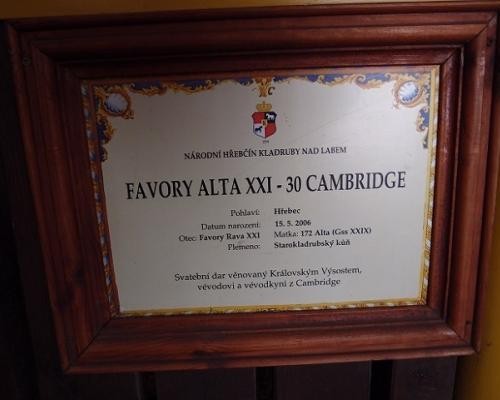 NÁRODNÍ HŘEBČÍN KLADRUBY NAD LABEM
FAVORY ALTA XXI - 30 CAMBRIDGE
Pohlaví: Hřebec
Datum narození: 15. 5. 2006
Otec: Favory Rava XXI Matka: 172 Alta (Gss XXIX)
Plemeno: Starokladrubský kůň
Svatební dar věnovaný Královským Výsostem,
vévodovi a vévodkyni z Cambridge